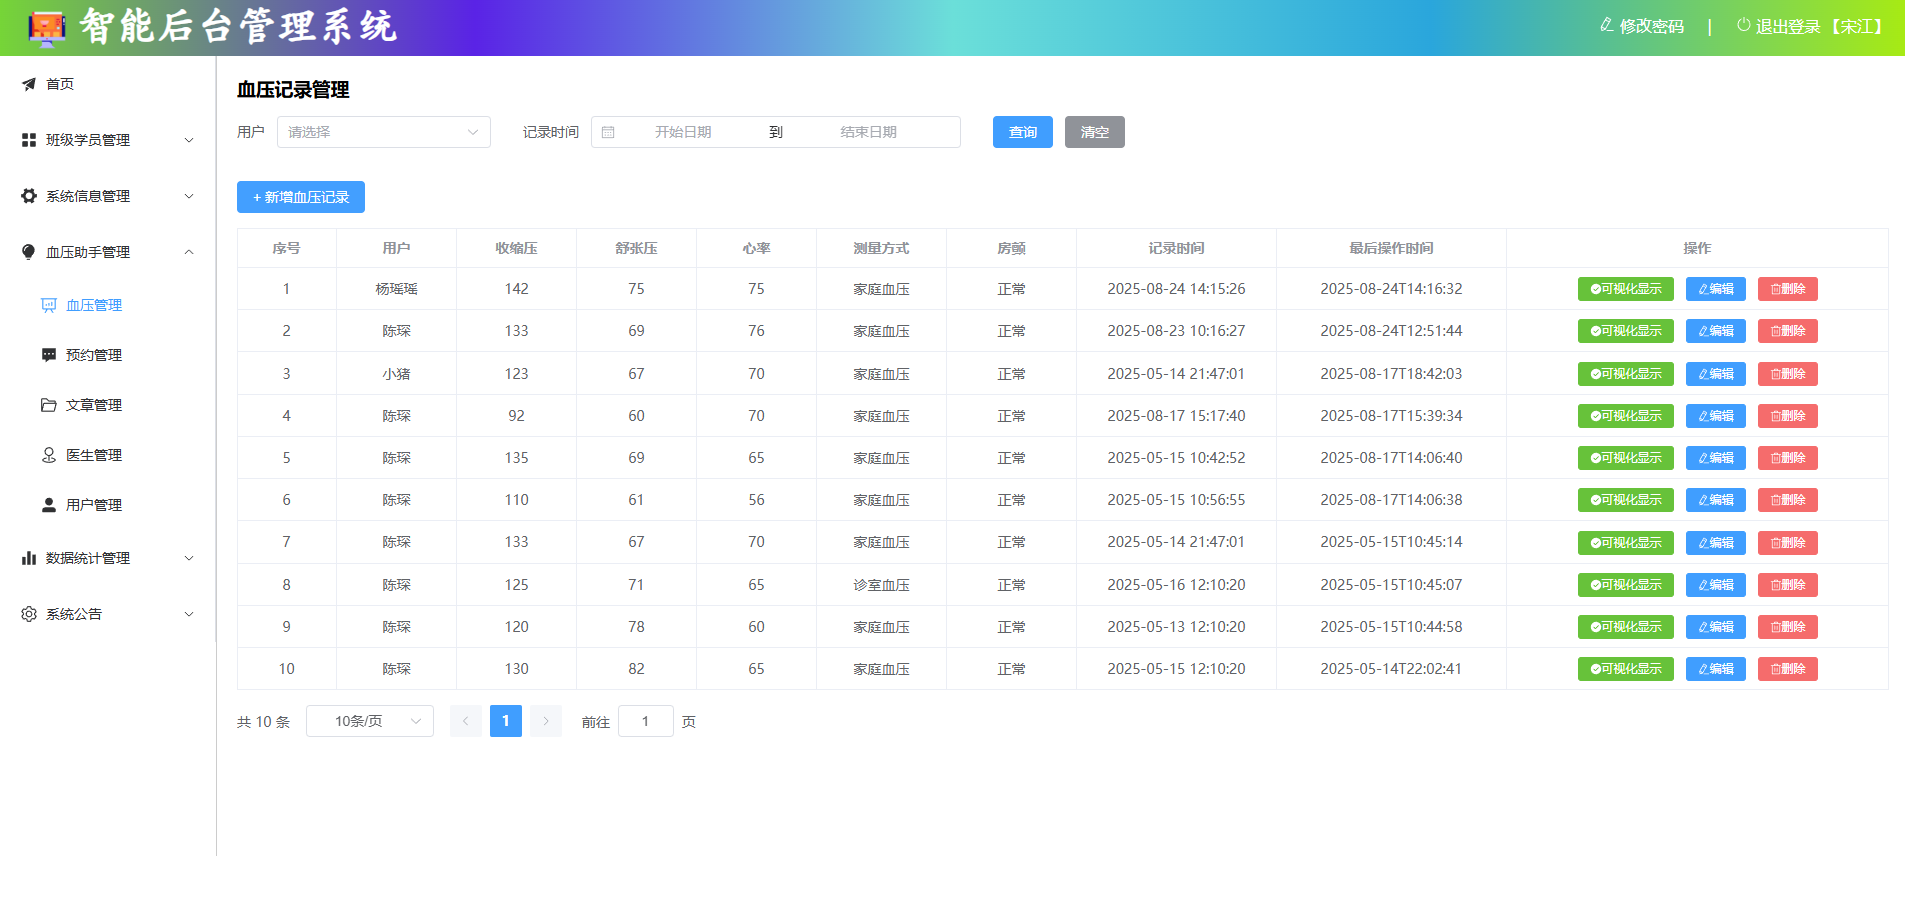 智能后台管理系统
修改密码 | 退出登录 【宋江】
首页
班级学员管理
系统信息管理
血压助手管理
血压管理
预约管理
文章管理
医生管理
用户管理
数据统计管理
系统公告
血压记录管理
用户 请选择 记录时间 开始日期 到 结束日期 查询 清空
+ 新增血压记录
序号 用户 收缩压 舒张压 心率 测量方式 房颤 记录时间 最后操作时间 操作
1 杨瑶瑶 142 75 75 家庭血压 正常 2025-08-24 14:15:26 2025-08-24T14:16:32 可视化显示 编辑 删除
2 陈琛 133 69 76 家庭血压 正常 2025-08-23 10:16:27 2025-08-24T12:51:44 可视化显示 编辑 删除
3 小猪 123 67 70 家庭血压 正常 2025-05-14 21:47:01 2025-08-17T18:42:03 可视化显示 编辑 删除
4 陈琛 92 60 70 家庭血压 正常 2025-08-17 15:17:40 2025-08-17T15:39:34 可视化显示 编辑 删除
5 陈琛 135 69 65 家庭血压 正常 2025-05-15 10:42:52 2025-08-17T14:06:40 可视化显示 编辑 删除
6 陈琛 110 61 56 家庭血压 正常 2025-05-15 10:56:55 2025-08-17T14:06:38 可视化显示 编辑 删除
7 陈琛 133 67 70 家庭血压 正常 2025-05-14 21:47:01 2025-05-15T10:45:14 可视化显示 编辑 删除
8 陈琛 125 71 65 诊室血压 正常 2025-05-16 12:10:20 2025-05-15T10:45:07 可视化显示 编辑 删除
9 陈琛 120 78 60 家庭血压 正常 2025-05-13 12:10:20 2025-05-15T10:44:58 可视化显示 编辑 删除
10 陈琛 130 82 65 家庭血压 正常 2025-05-15 12:10:20 2025-05-14T22:02:41 可视化显示 编辑 删除
共 10 条 10条/页 1 前往 1 页